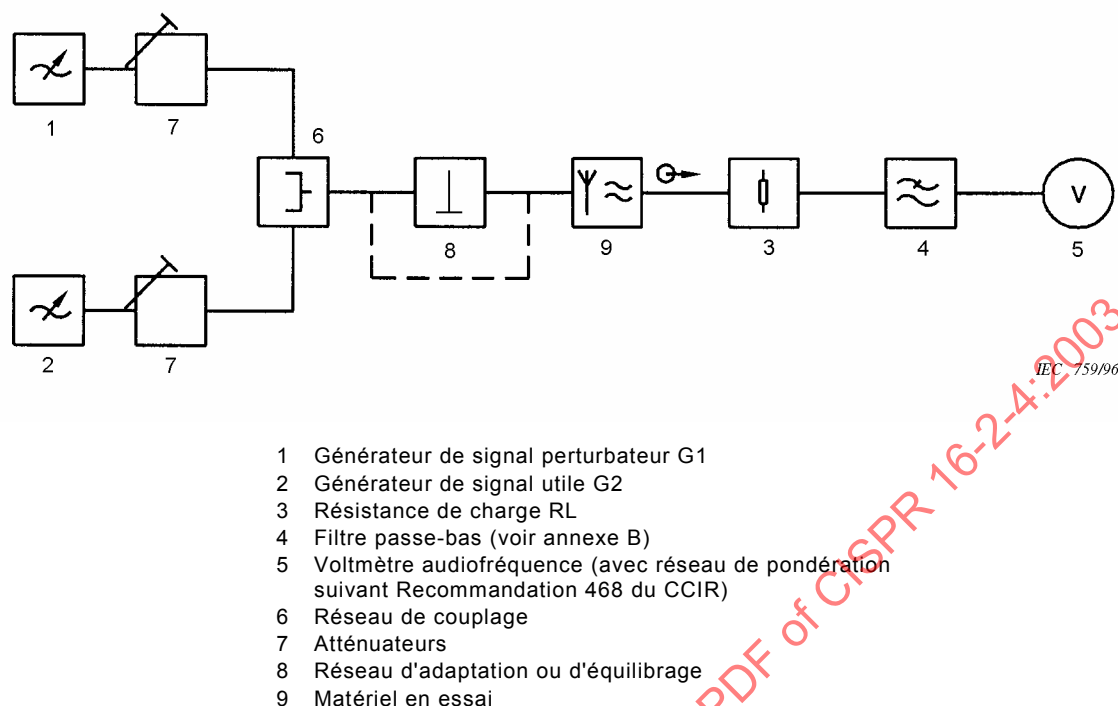 1
7
6
V
8
9
3
4
5
2
7
IEC 759/96
1 Générateur de signal perturbateur G1
2 Générateur de signal utile G2
3 Résistance de charge RL
4 Filtre passe-bas (voir annexe B)
5 Voltmètre audiofréquence (avec réseau de pondération
suivant Recommandation 468 du CCIR)
6 Réseau de couplage
7 Atténuateurs
8 Réseau d'adaptation ou d'équilibrage
9 Matériel en essai
PDF of CISPR 16-2-4:2003